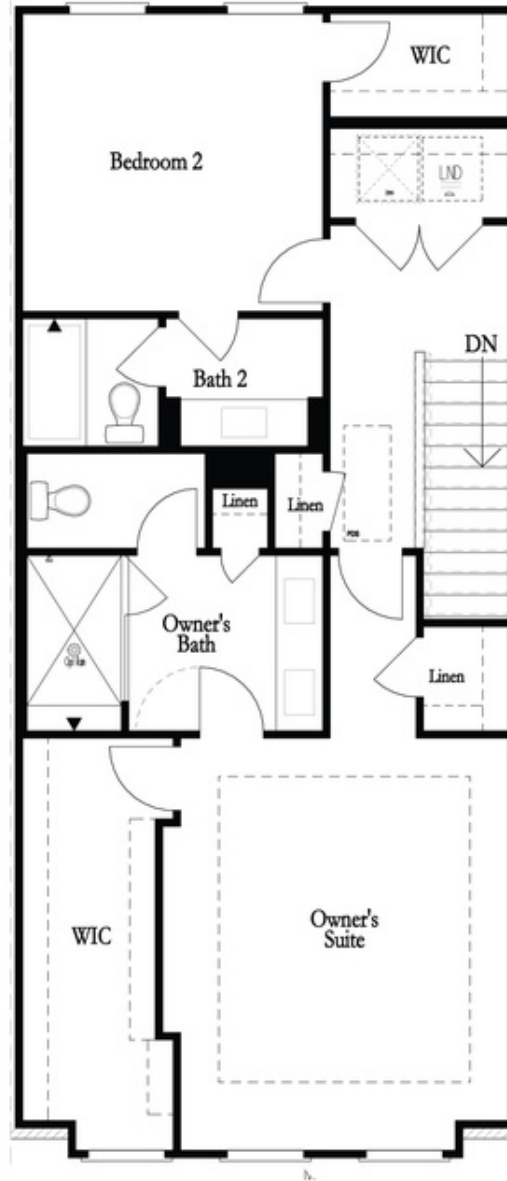 WIC
Bedroom 2
LND
DN
Bath 2
Linen
Linen
Owner's
Bath
Linen
WIC
Owner's
Suite